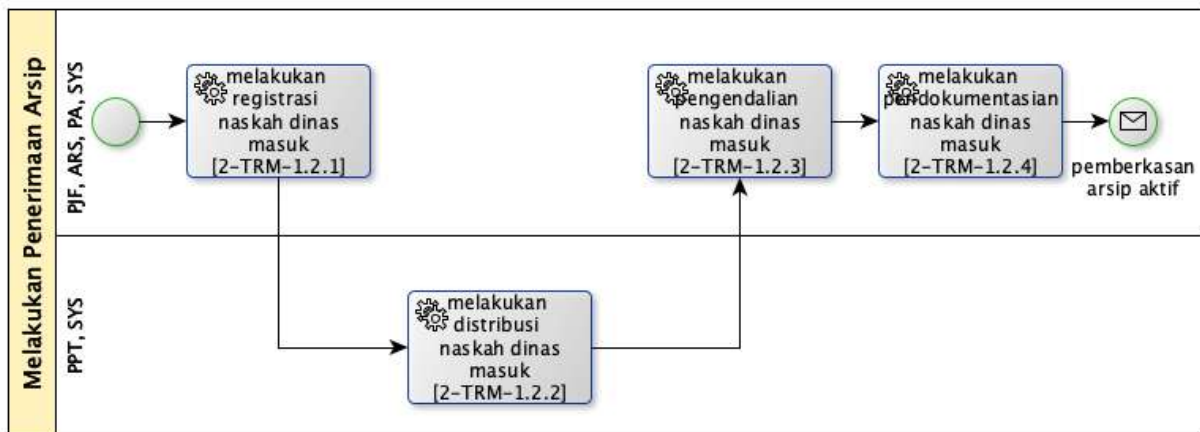 Melakukan Penerimaan Arsip
PJF, ARS, PA, SYS
melakukan
registrasi
naskah dinas
masuk
[2-TRM-1.2.1]
melakukan
pengendalian
naskah dinas
masuk
[2-TRM-1.2.3]
melakukan
pendokumentasian
naskah dinas
masuk
[2-TRM-1.2.4]
pemberkasan
arsip aktif
PPT, SYS
melakukan
distribusi
naskah dinas
masuk
[2-TRM-1.2.2]